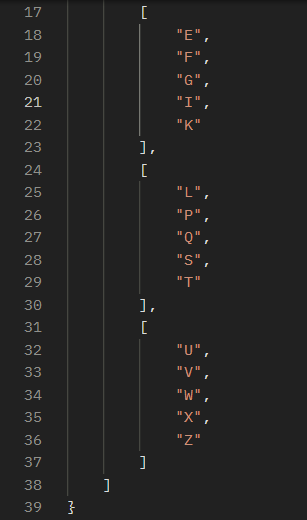 17 [
18 "E",
19 "F",
20 "G",
21 "I",
22 "K"
23 ],
24 [
25 "L",
26 "P",
27 "Q",
28 "S",
29 "T"
30 ],
31 [
32 "U",
33 "V",
34 "W",
35 "X",
36 "Z"
37 ]
38 ]
39 }